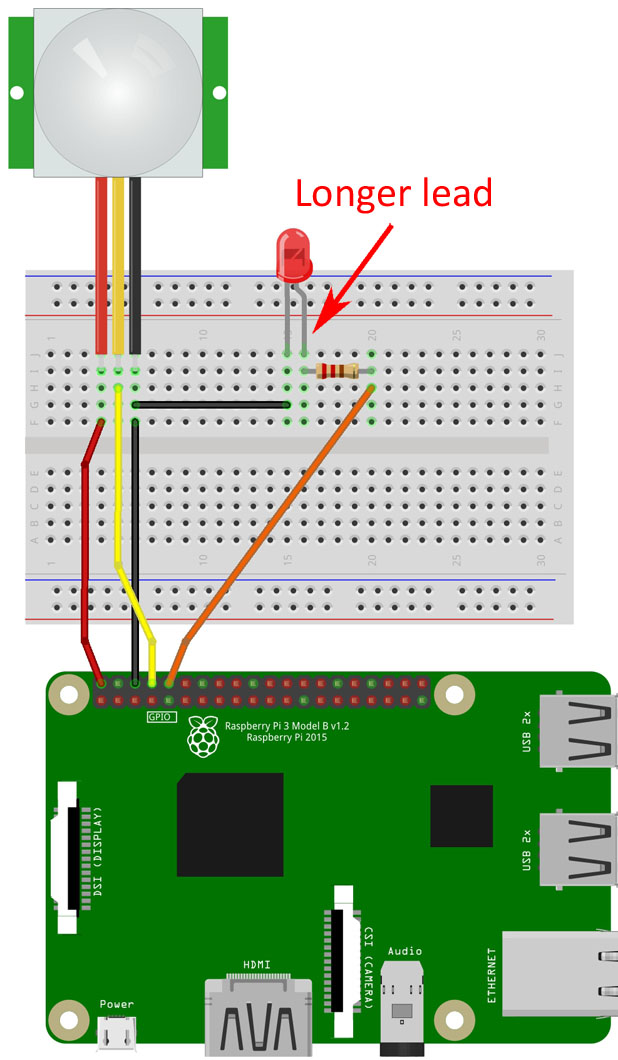 Longer lead
1 10 15 20 25 30
J J
I I
H H
G G
F F
E E
D D
C C
B B
A A
1 10 15 20 25 30
GPIO
Raspberry Pi 3 Model B v1.2
Raspberry Pi 2015
USB 2x
DSI (DISPLAY)
USB 2x
CSI (CAMERA)
Audio
HDMI
ETHERNET
Power